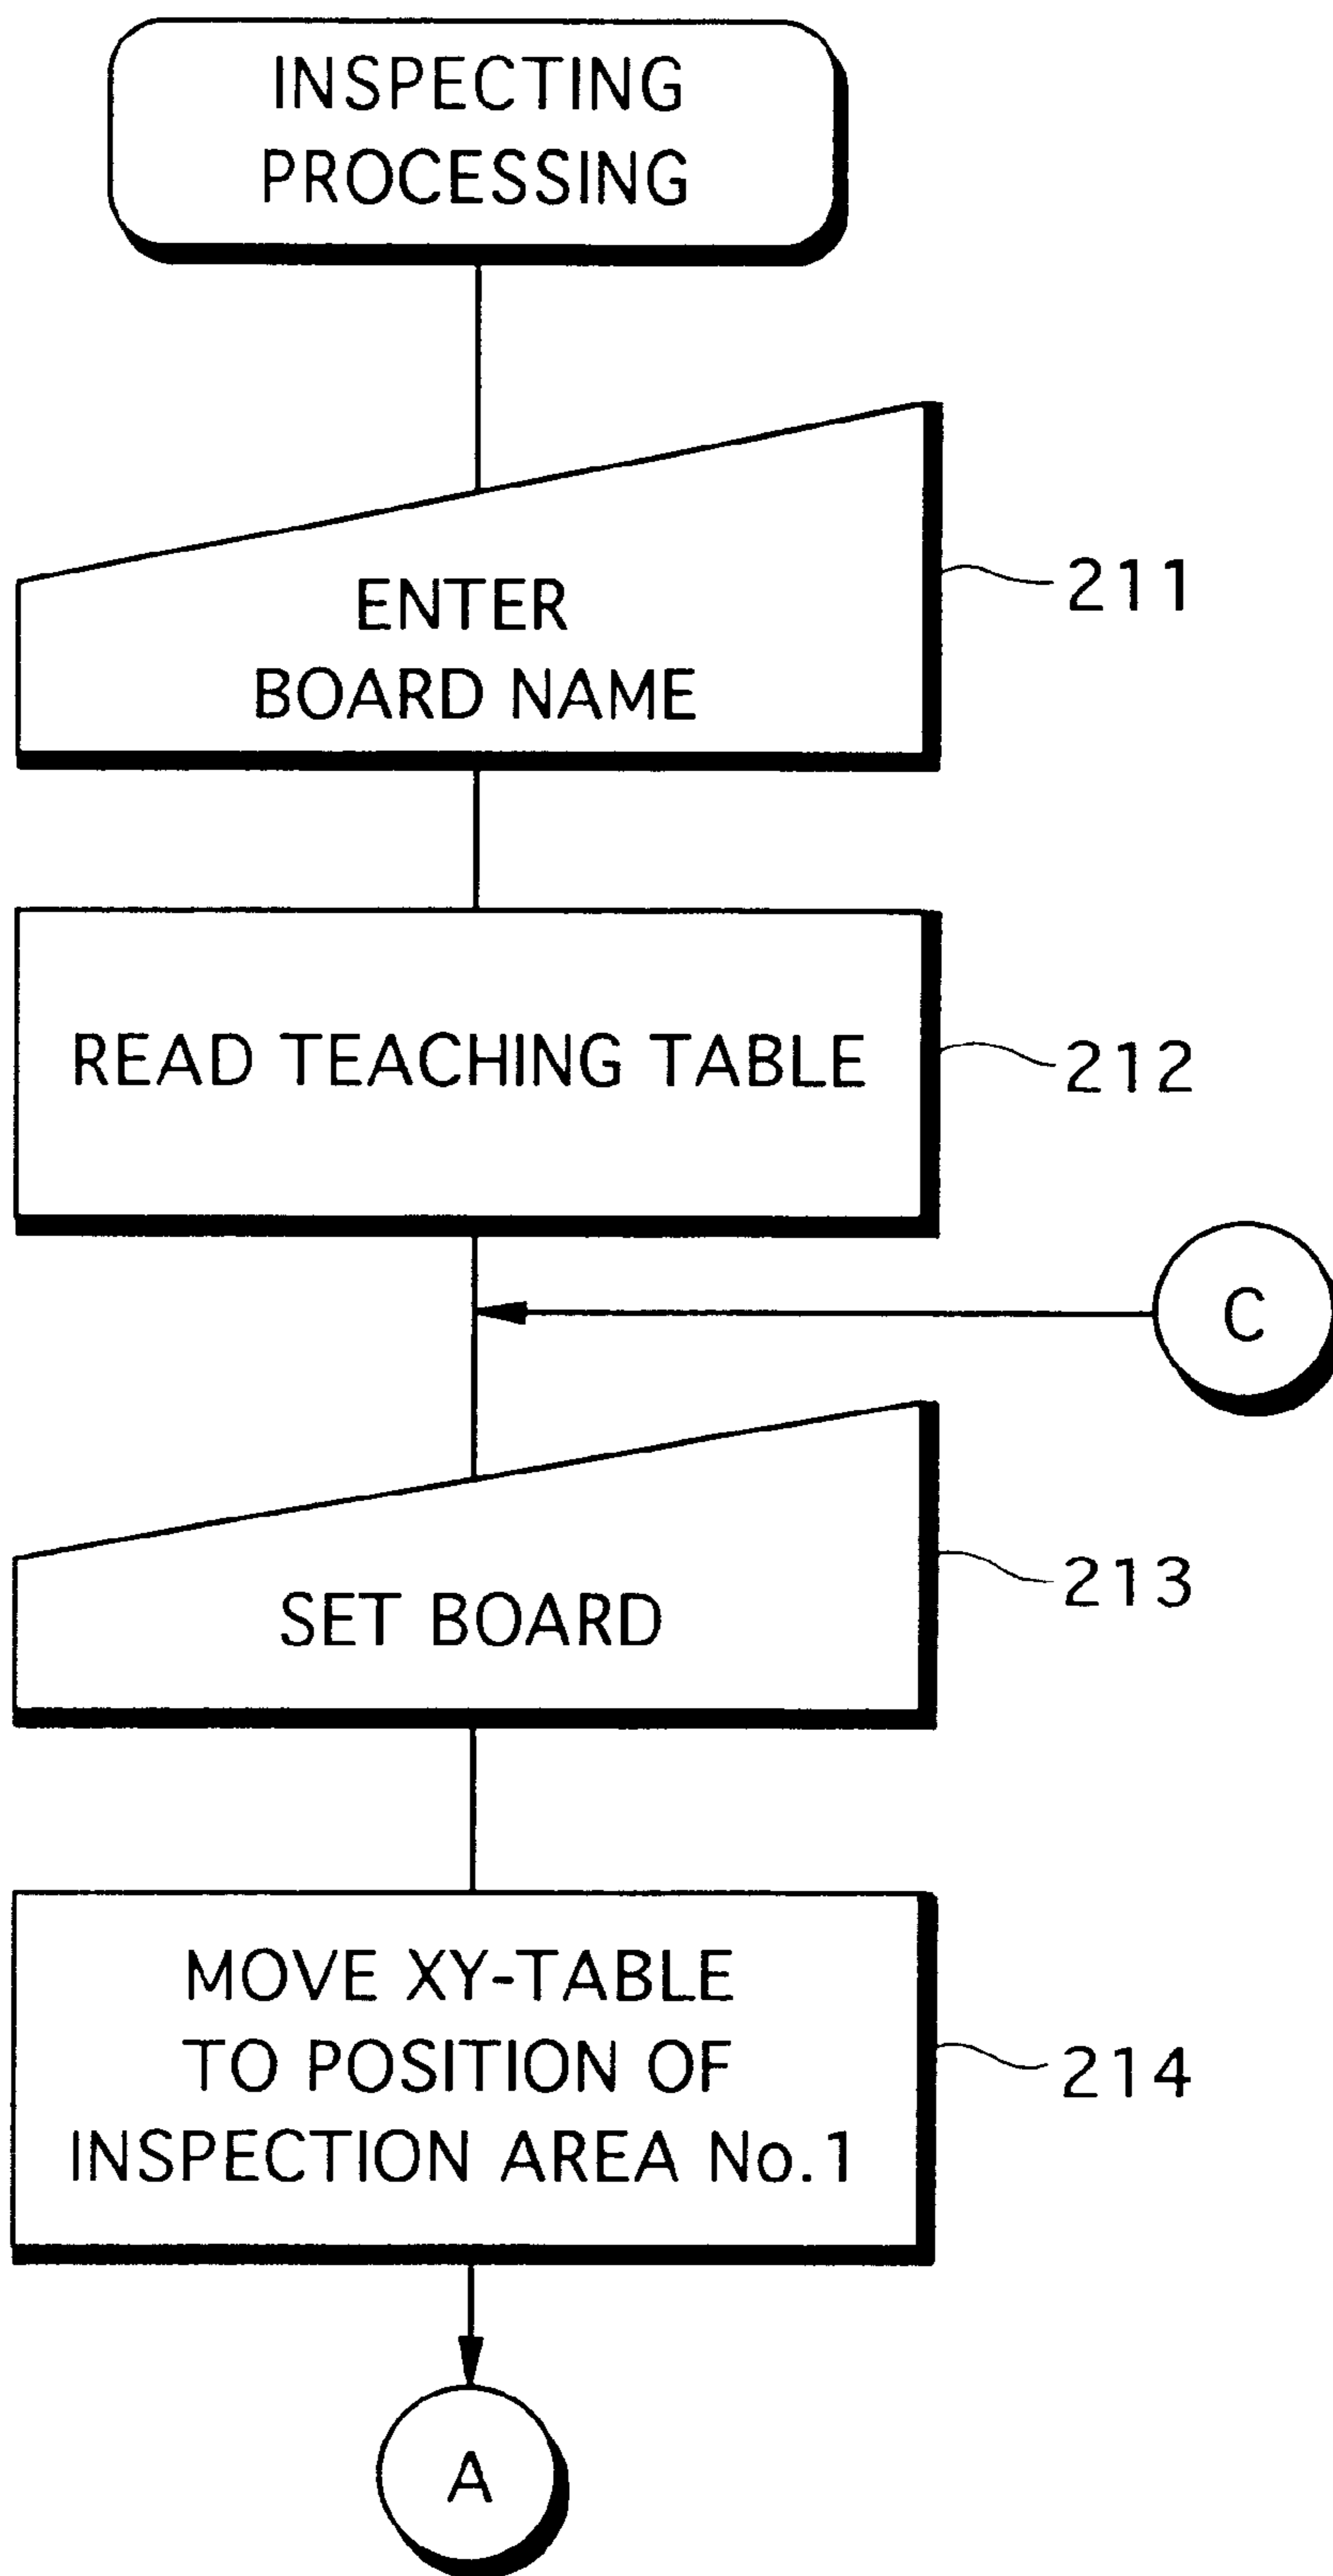 INSPECTING
PROCESSING
ENTER
BOARD NAME
211
READ TEACHING TABLE
212
C
SET BOARD
213
MOVE XY-TABLE
TO POSITION OF
INSPECTION AREA No.1
214
A